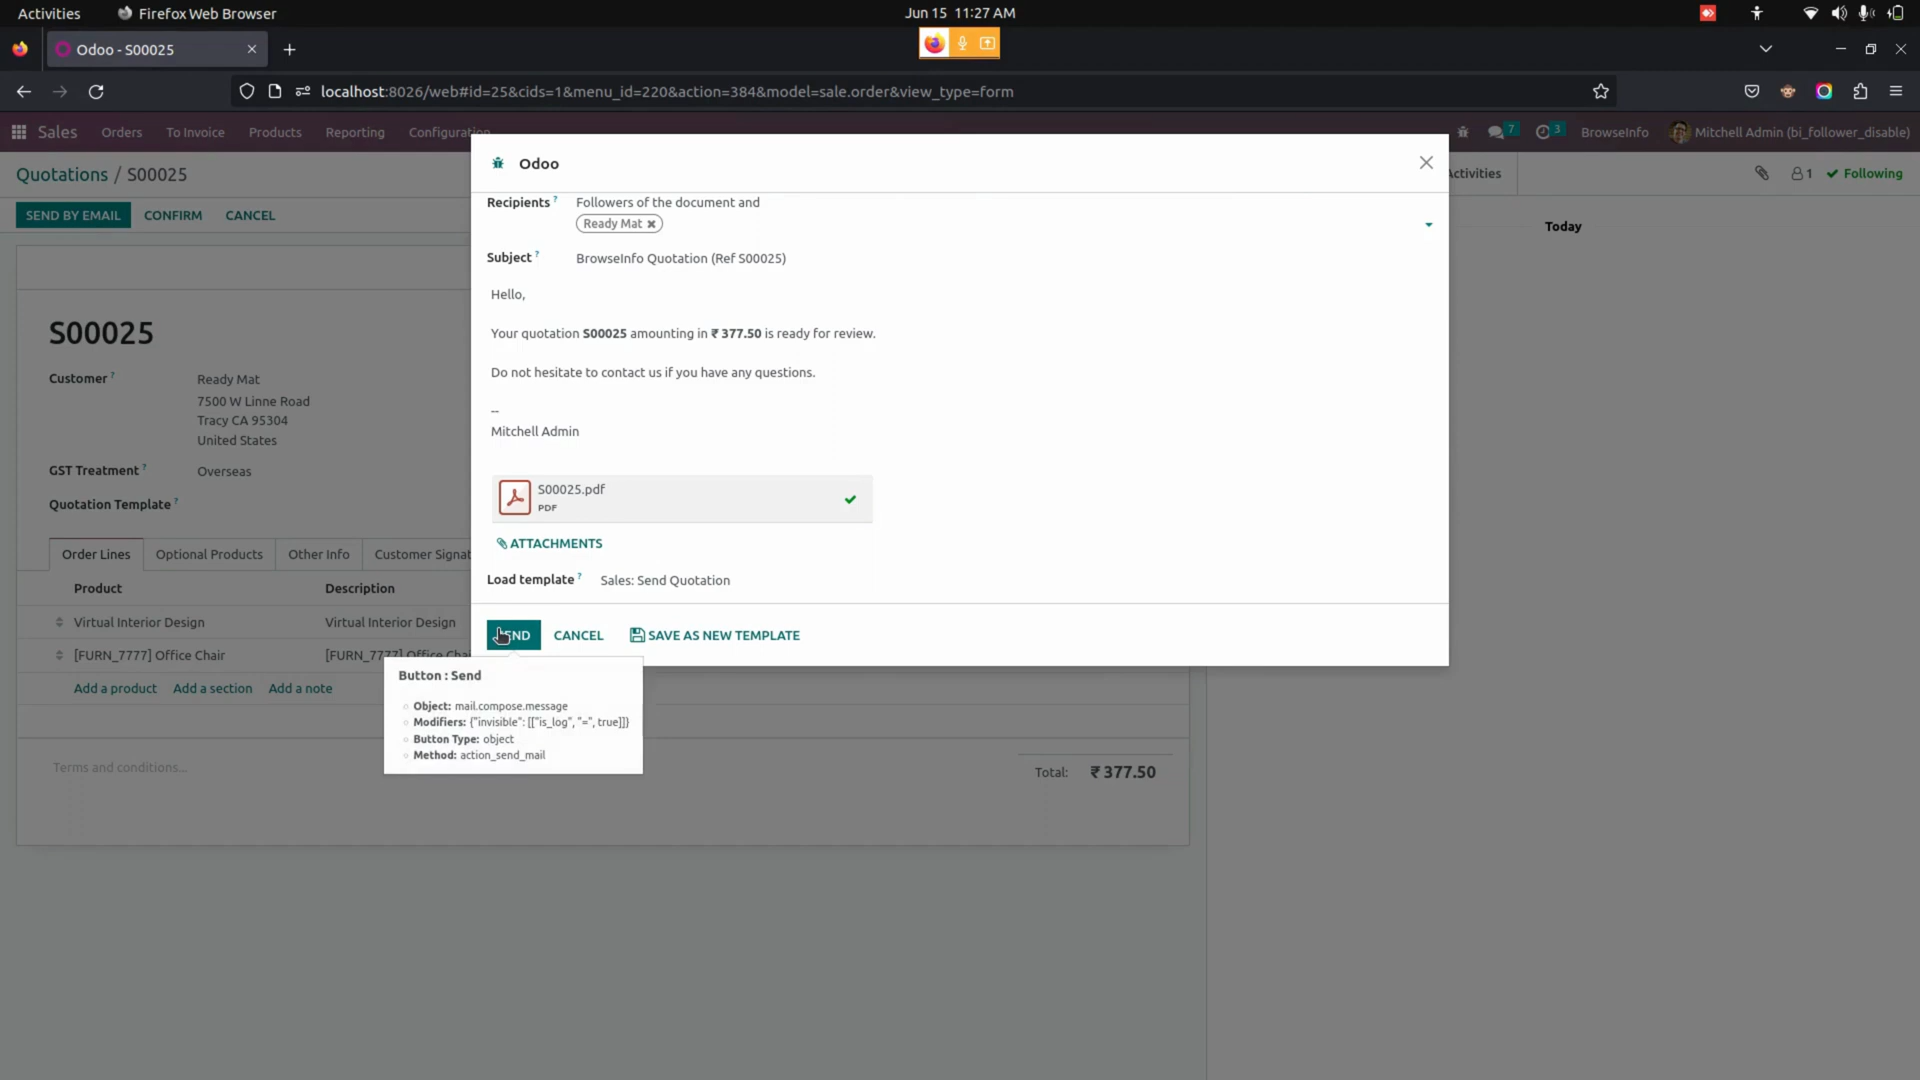 Activities
Firefox Web Browser
Jun 15 11:27 AM
Odoo - S00025
localhost:8026/web#id=25&cids=1&menu_id=220&action=384&model=sale.order&view_type=form
Sales
Orders
To Invoice
Products
Reporting
Configuration
7
3
BrowseInfo
Mitchell Admin (bi_follower_disable)
Quotations / S00025
Odoo
Activities
1
Following
SEND BY EMAIL
CONFIRM
CANCEL
Today
Recipients ?
Followers of the document and
Ready Mat
Subject ?
BrowseInfo Quotation (Ref S00025)
Hello,
Your quotation S00025 amounting in ₹ 377.50 is ready for review.
Do not hesitate to contact us if you have any questions.
--
Mitchell Admin
S00025.pdf
PDF
ATTACHMENTS
Load template ?
Sales: Send Quotation
CANCEL
SAVE AS NEW TEMPLATE
S00025
Customer ?
Ready Mat
7500 W Linne Road
Tracy CA 95304
United States
GST Treatment ?
Overseas
Quotation Template ?
Order Lines
Optional Products
Other Info
Customer Signat
Product
Description
Virtual Interior Design
Virtual Interior Design
[FURN_7777] Office Chair
[FURN_7777] Office Cha
Add a product
Add a section
Add a note
Button : Send
Object: mail.compose.message
Modifiers: {"invisible": [["is_log", "=", true]]}
Button Type: object
Method: action_send_mail
Terms and conditions...
Total:
₹ 377.50